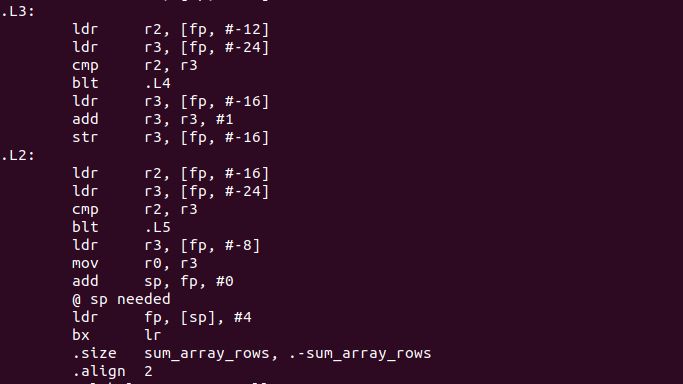 .L3:
ldr r2, [fp, #-12]
ldr r3, [fp, #-24]
cmp r2, r3
blt .L4
ldr r3, [fp, #-16]
add r3, r3, #1
str r3, [fp, #-16]
.L2:
ldr r2, [fp, #-16]
ldr r3, [fp, #-24]
cmp r2, r3
blt .L5
ldr r3, [fp, #-8]
mov r0, r3
add sp, fp, #0
@ sp needed
ldr fp, [sp], #4
bx lr
.size sum_array_rows, .-sum_array_rows
.align 2